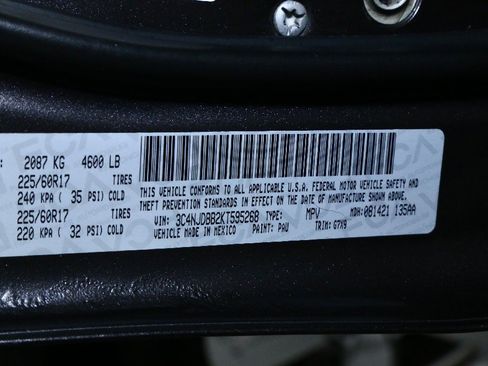 : 2087 KG 4600 LB
225/60R17 TIRES
240 KPA( 35 PSI) COLD
225/60R17 TIRES
220 KPA( 32 PSI) COLD
THIS VEHICLE CONFORMS TO ALL APPLICABLE U.S.A. FEDERAL MOTOR VEHICLE SAFETY AND
THEFT PREVENTION STANDARDS IN EFFECT ON THE DATE OF MANUFACTURE SHOWN ABOVE.
VIN: 3C4NJDBB2KT595268 TYPE: MPV MDH:081421 135AA
VEHICLE MADE IN MEXICO PAINT: PAU TRIM: G7X9